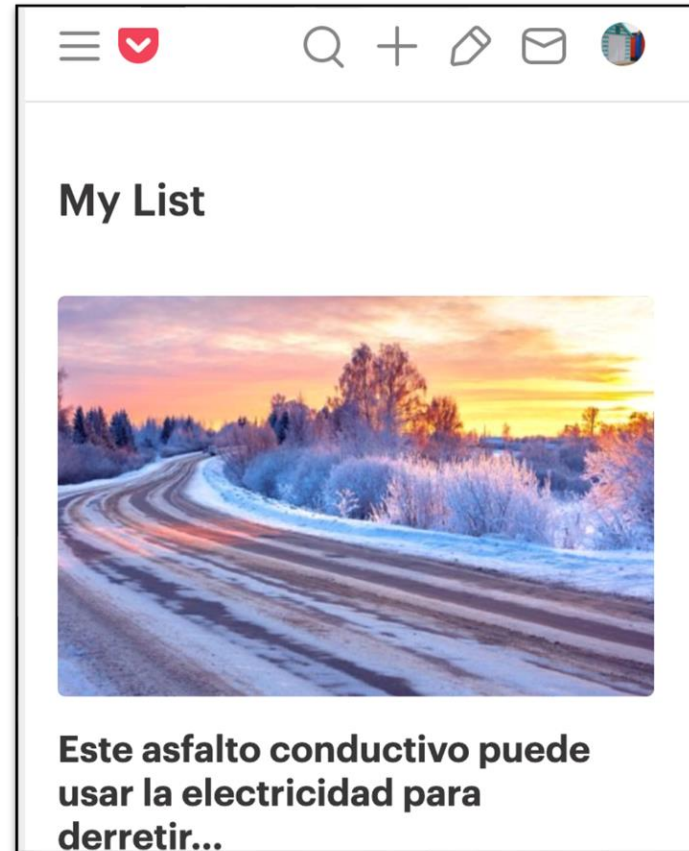 My List
Este asfalto conductivo puede
usar la electricidad para
derretir...